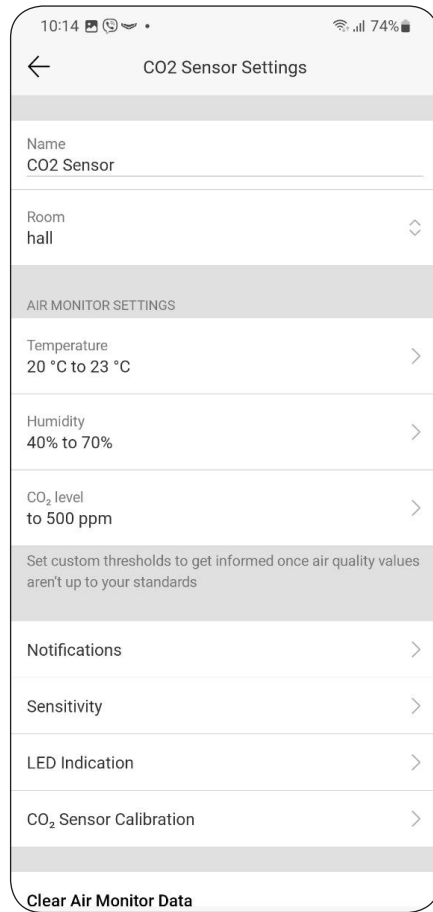 10:14
74%
CO2 Sensor Settings
Name
CO2 Sensor
Room
hall
AIR MONITOR SETTINGS
Temperature
20 °C to 23 °C
Humidity
40% to 70%
CO₂ level
to 500 ppm
Set custom thresholds to get informed once air quality values
aren't up to your standards
Notifications
Sensitivity
LED Indication
CO₂ Sensor Calibration
Clear Air Monitor Data